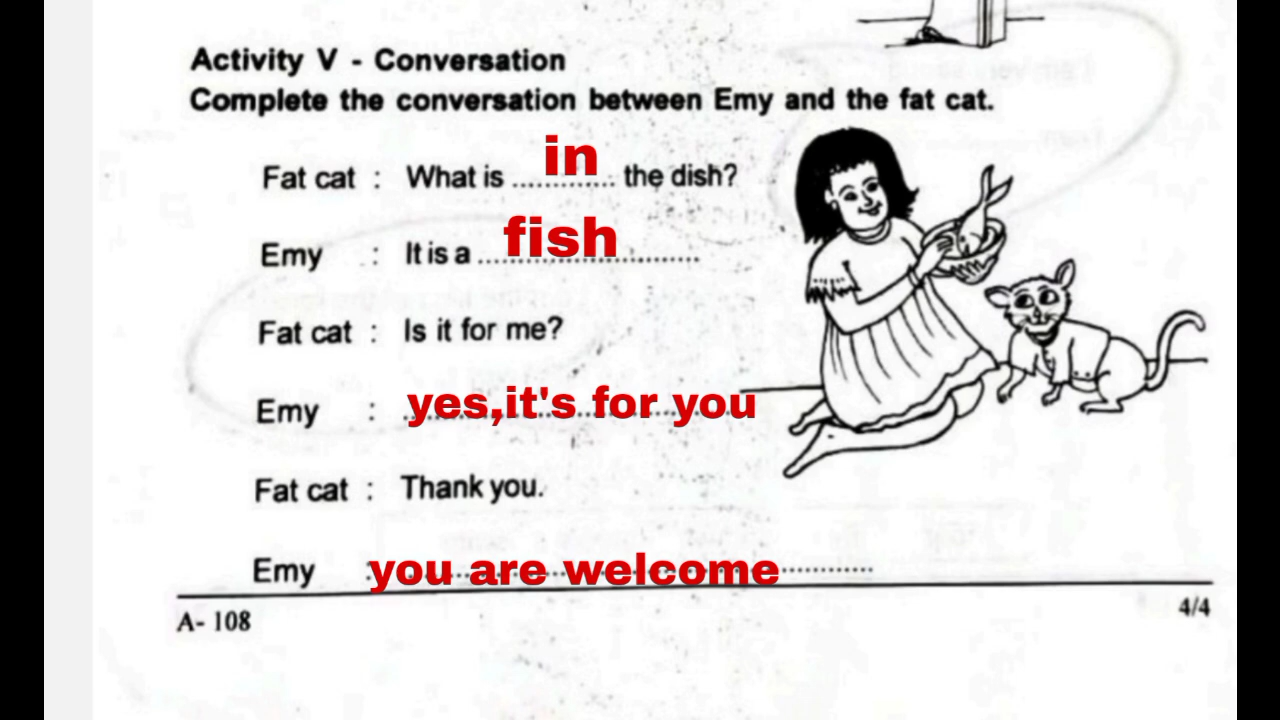 Activity V - Conversation
Complete the conversation between Emy and the fat cat.
Fat cat : What is ...in... the dish?
Emy : It is a ...fish...
Fat cat : Is it for me?
Emy : yes,it's for you
Fat cat : Thank you.
Emy : you are welcome
A- 108
4/4